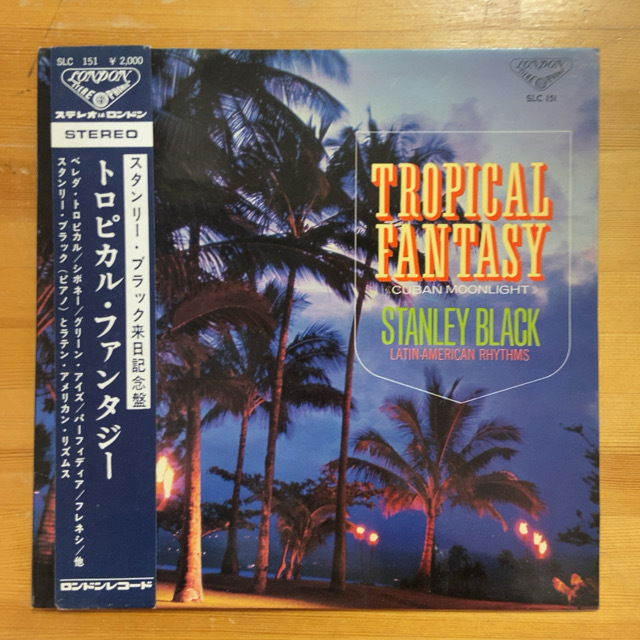 SLC 151 ¥2,000
LONDON
ステレオはロンドン
STEREO
スタンリー・ブラック来日記念盤
トロピカル・ファンタジー
ベレダ・トロピカル/シボネー/グリーン・アイズ/パーフィディア/フレネシ/他
スタンリー・ブラック(ピアノ)とラテン・アメリカン・リズムス
ロンドンレコード
LONDON
SLC 151
TROPICAL
FANTASY
《CUBAN MOONLIGHT》
STANLEY BLACK
LATIN-AMERICAN RHYTHMS